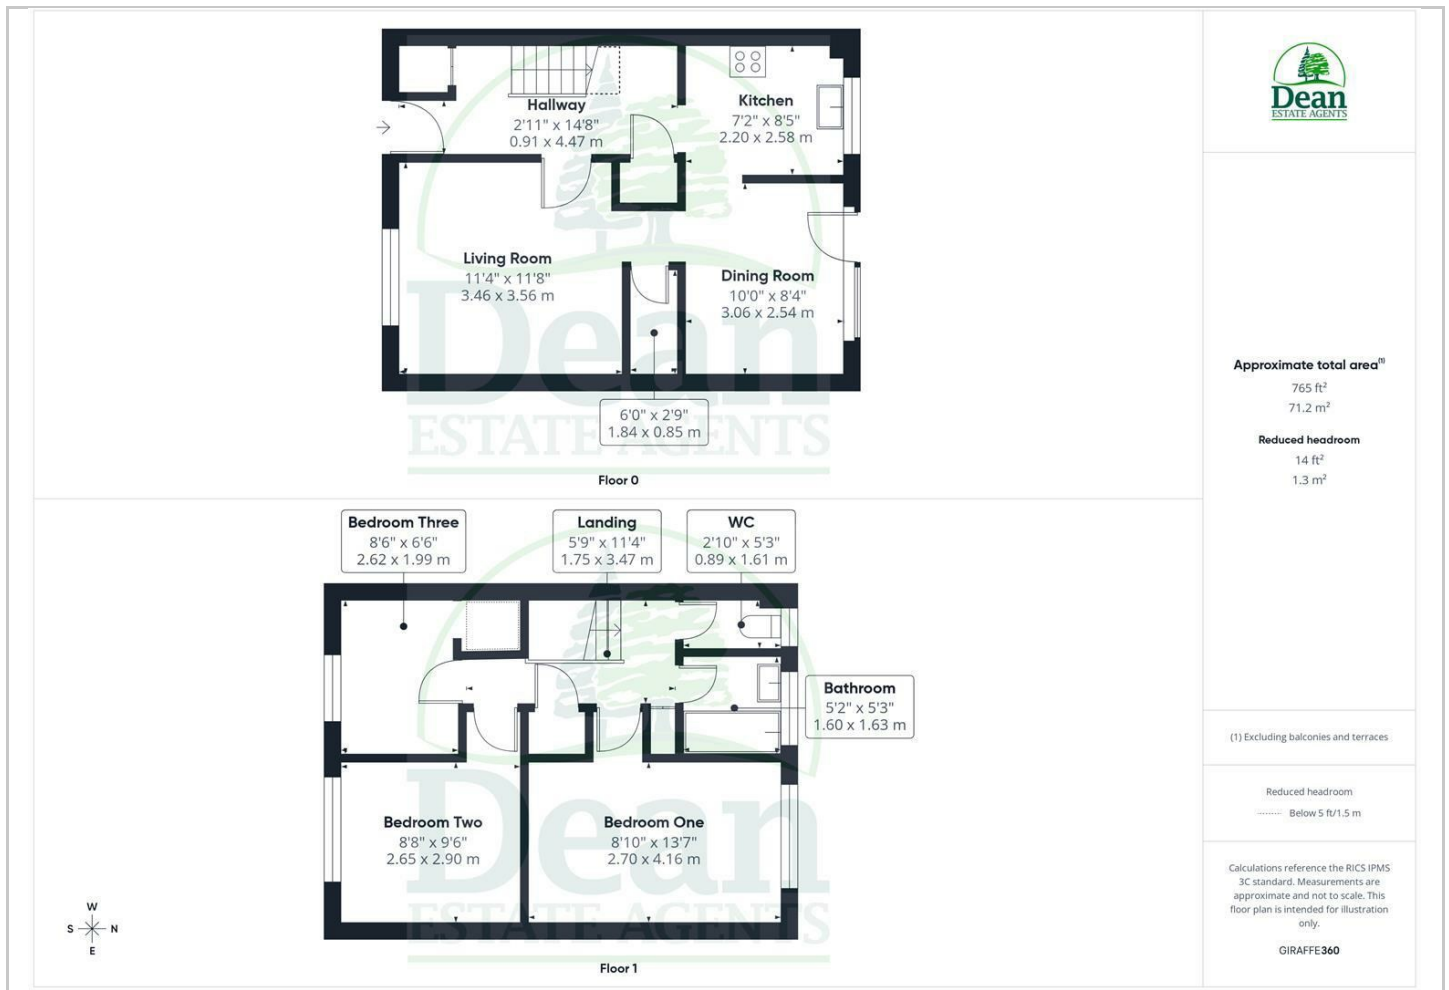 Hallway
2'11" x 14'8"
0.91 x 4.47 m
Kitchen
7'2" x 8'5"
2.20 x 2.58 m
Living Room
11'4" x 11'8"
3.46 x 3.56 m
Dining Room
10'0" x 8'4"
3.06 x 2.54 m
6'0" x 2'9"
1.84 x 0.85 m
Dean
ESTATE AGENTS
Floor 0
Bedroom Three
8'6" x 6'6"
2.62 x 1.99 m
Landing
5'9" x 11'4"
1.75 x 3.47 m
WC
2'10" x 5'3"
0.89 x 1.61 m
Bathroom
5'2" x 5'3"
1.60 x 1.63 m
Bedroom Two
8'8" x 9'6"
2.65 x 2.90 m
Bedroom One
8'10" x 13'7"
2.70 x 4.16 m
Dean
ESTATE AGENTS
Floor 1
W
S N
E
Dean
ESTATE AGENTS
Approximate total area(1)
765 ft²
71.2 m²
Reduced headroom
14 ft²
1.3 m²
(1) Excluding balconies and terraces
Reduced headroom
Below 5 ft/1.5 m
Calculations reference the RICS IPMS
3C standard. Measurements are
approximate and not to scale. This
floor plan is intended for illustration
only.
GIRAFFE360